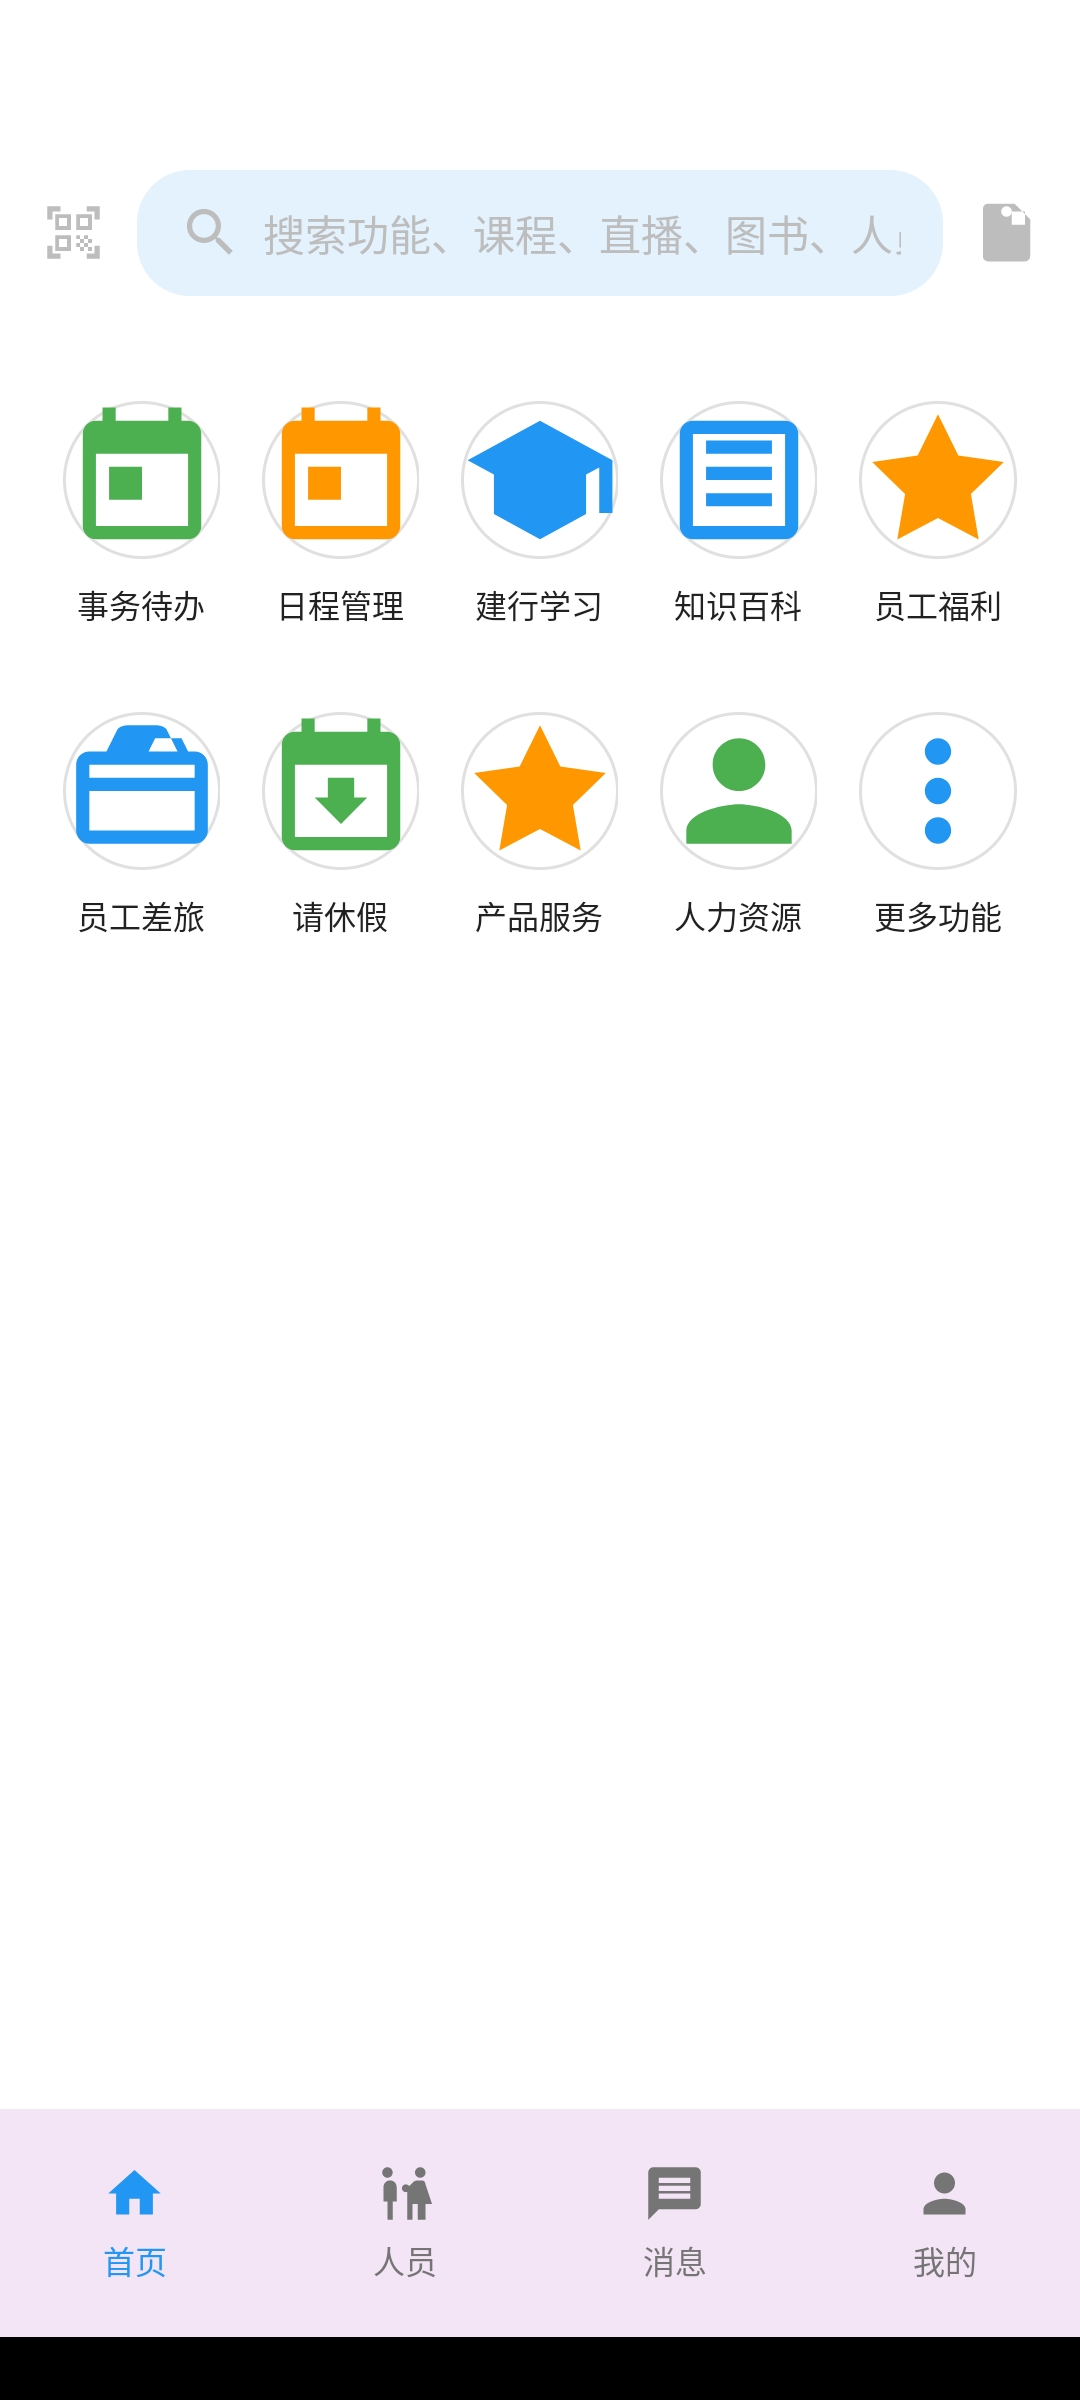 搜索功能、课程、直播、图书、人
事务待办
日程管理
建行学习
知识百科
员工福利
员工差旅
请休假
产品服务
人力资源
更多功能
首页
人员
消息
我的